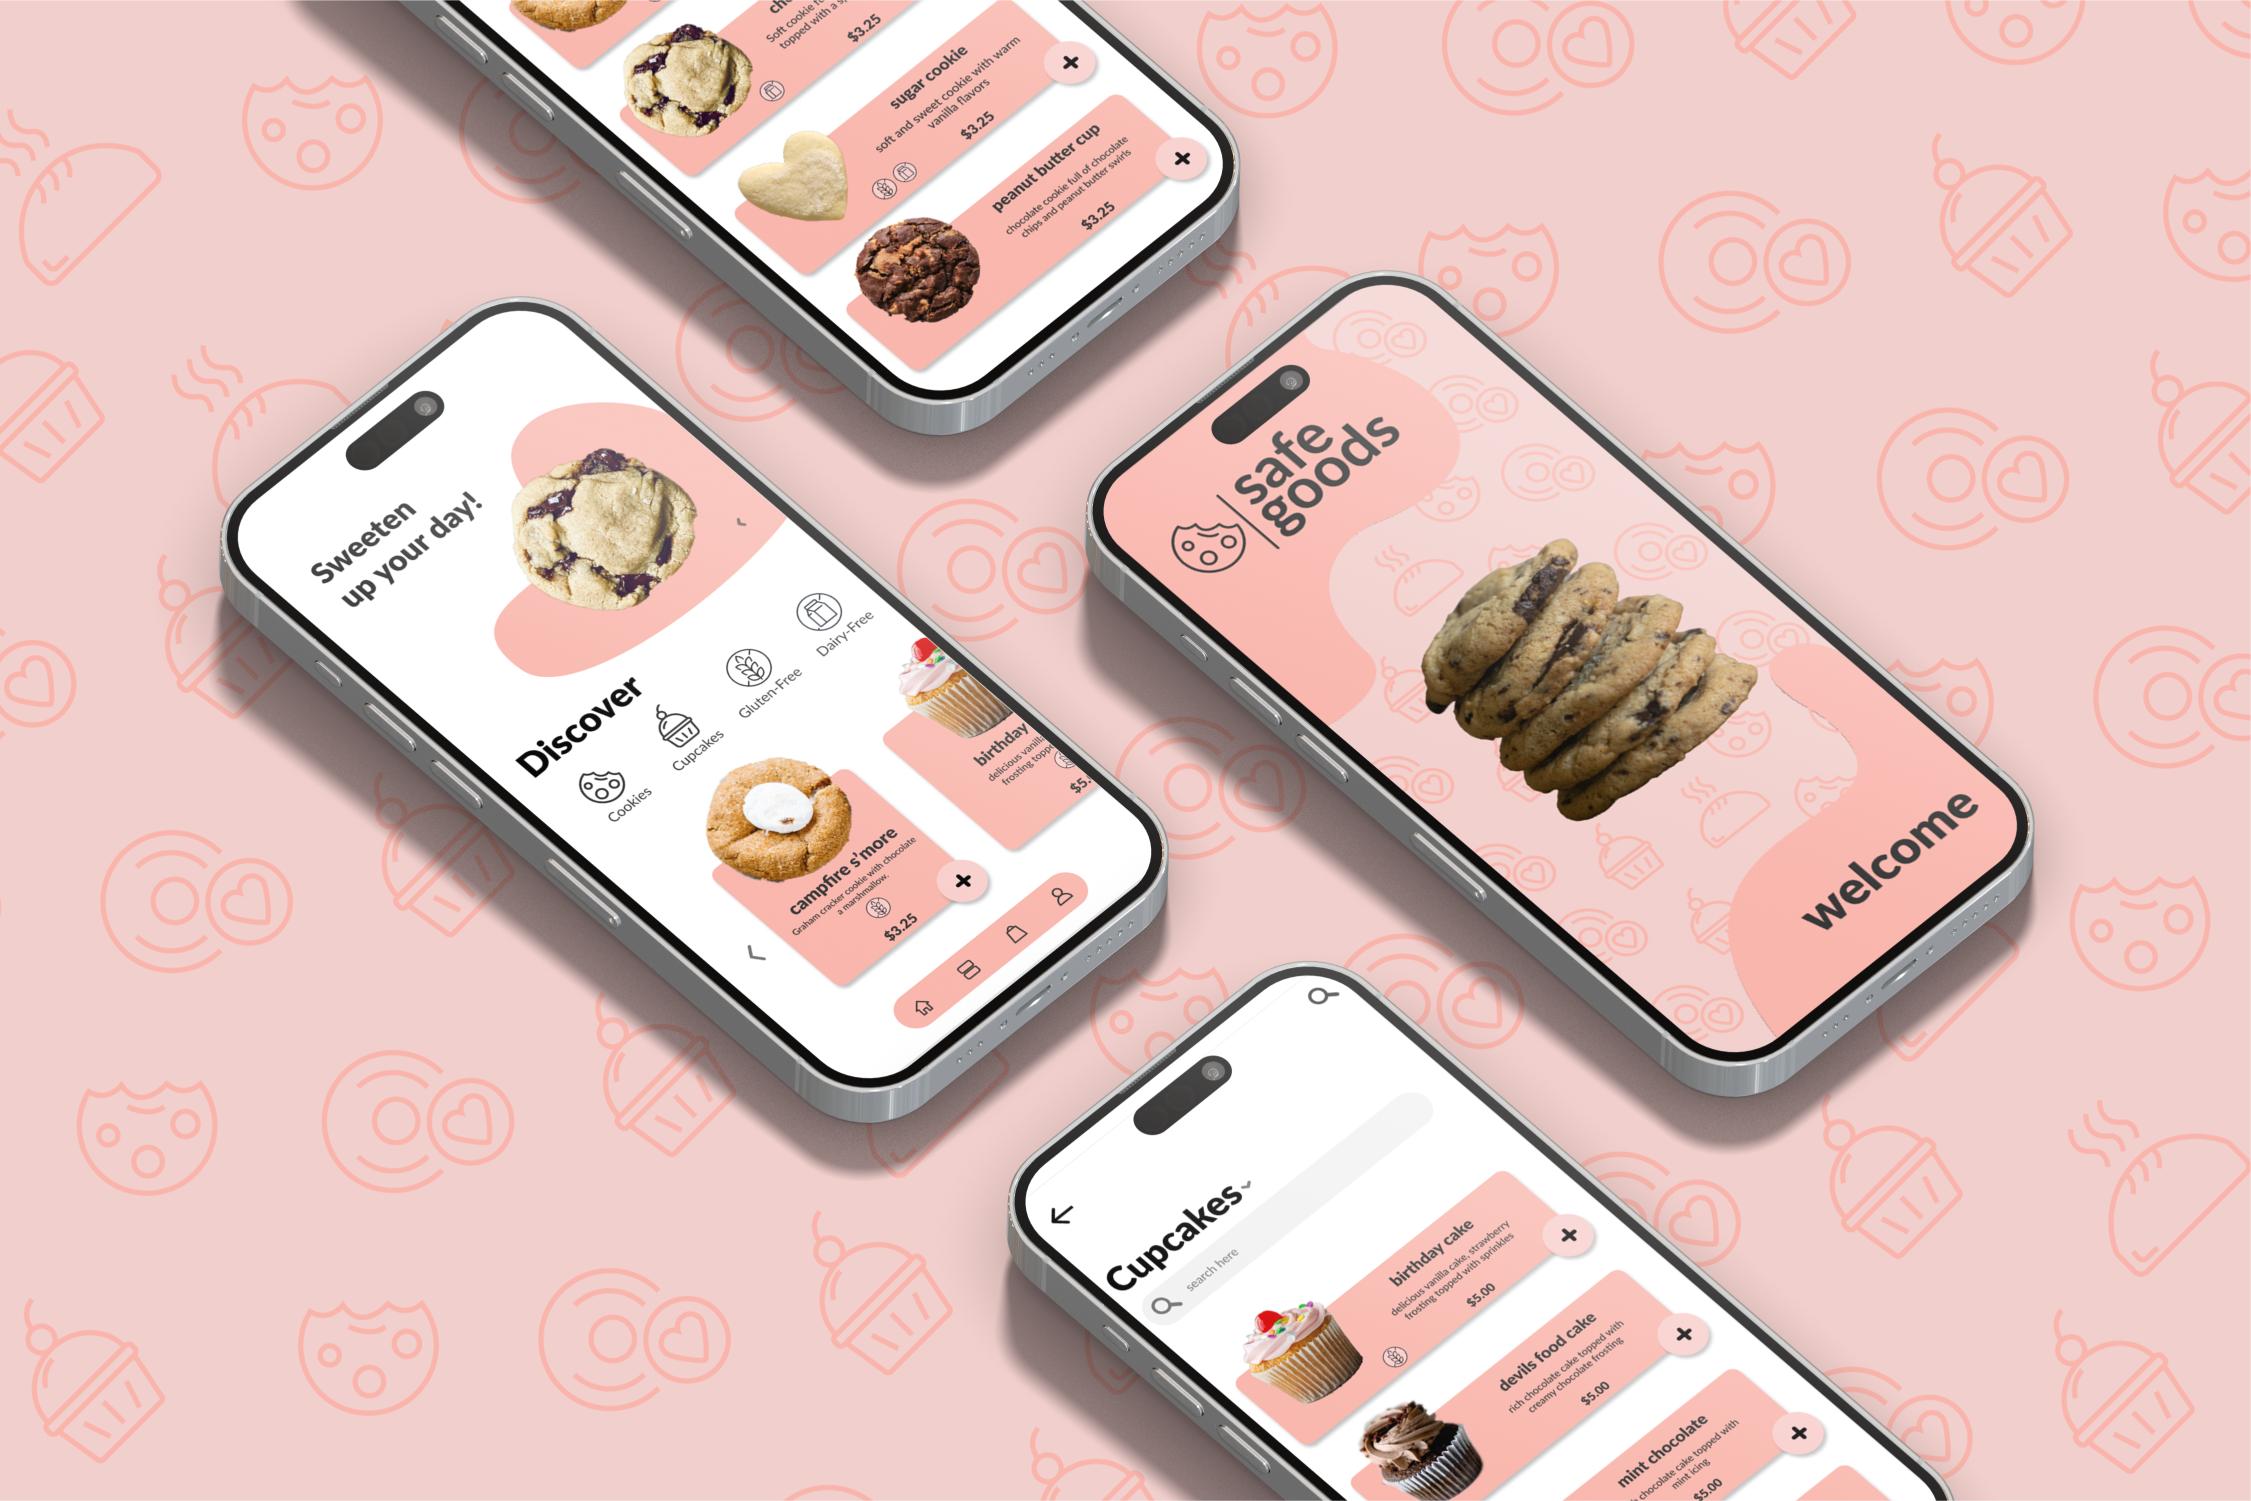 Soft cookie
topped with a
$3.25
sugar cookie
soft and sweet cookie with warm
vanilla flavors
$3.25
peanut butter cup
chocolate cookie full of chocolate
chips and peanut butter swirls
$3.25
Sweeten
up your day!
Discover
Cookies
Cupcakes
Gluten-Free
Dairy-Free
campfire s'more
Graham cracker cookie with chocolate
a marshmallow.
$3.25
birthday
delicious vanilla
frosting
$5.
safe
goods
welcome
Cupcakes
search here
birthday cake
delicious vanilla cake, strawberry
frosting topped with sprinkles
$5.00
devils food cake
rich chocolate cake topped with
creamy chocolate frosting
$5.00
mint chocolate
chocolate cake topped with
mint icing
$5.00